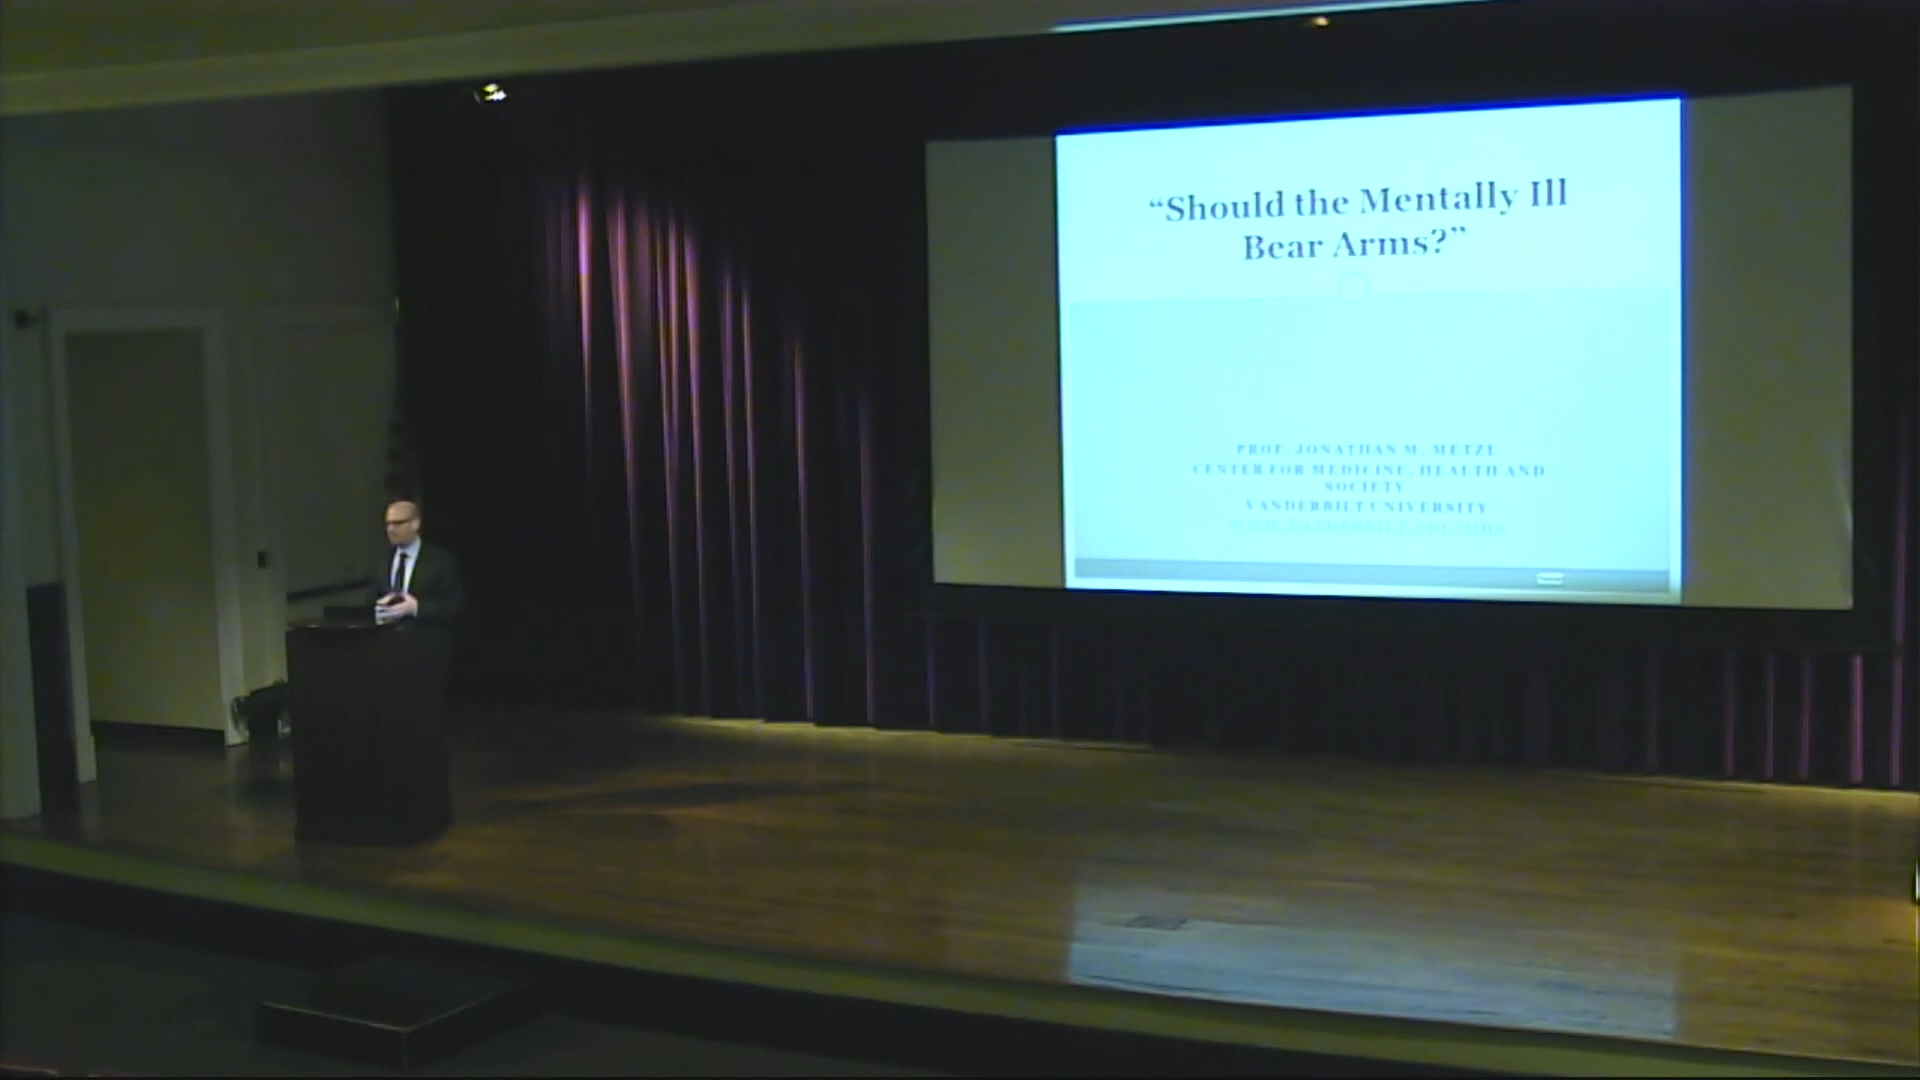 “Should the Mentally Ill
Bear Arms?”
PROF. JONATHAN M. METZL
CENTER FOR MEDICINE, HEALTH AND
SOCIETY
VANDERBILT UNIVERSITY